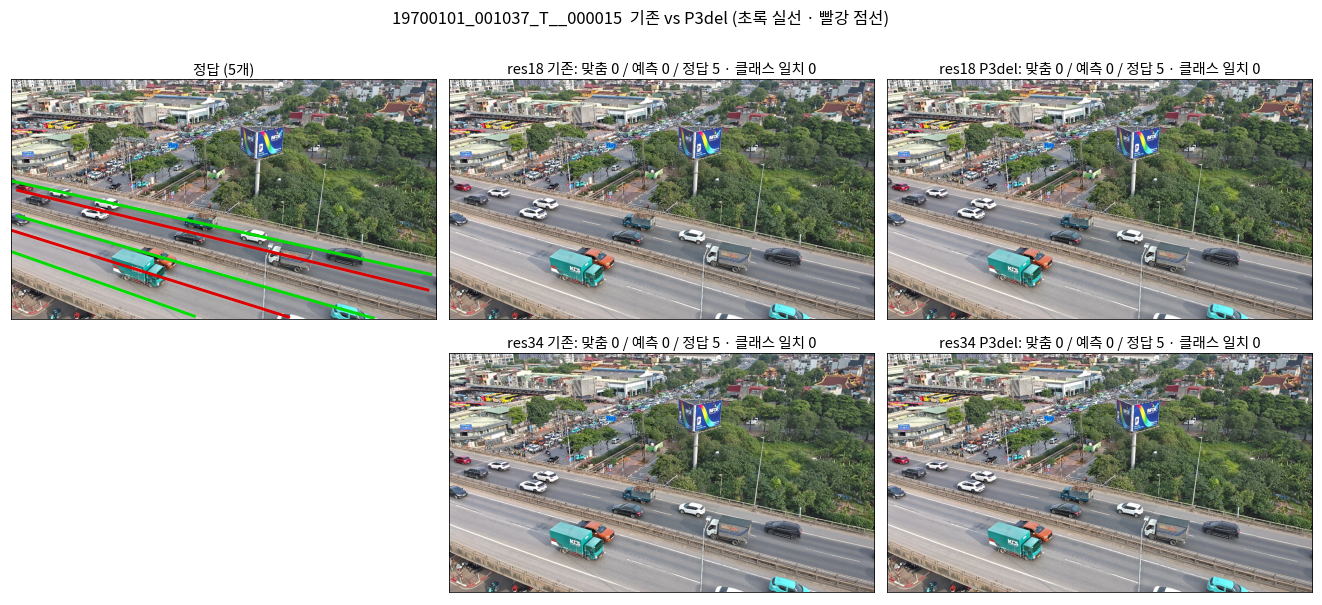 19700101_001037_T__000015  기존 vs P3del (초록 실선 · 빨강 점선)
정답 (5개)
res18 기존: 맞춤 0 / 예측 0 / 정답 5 · 클래스 일치 0
res18 P3del: 맞춤 0 / 예측 0 / 정답 5 · 클래스 일치 0
res34 기존: 맞춤 0 / 예측 0 / 정답 5 · 클래스 일치 0
res34 P3del: 맞춤 0 / 예측 0 / 정답 5 · 클래스 일치 0